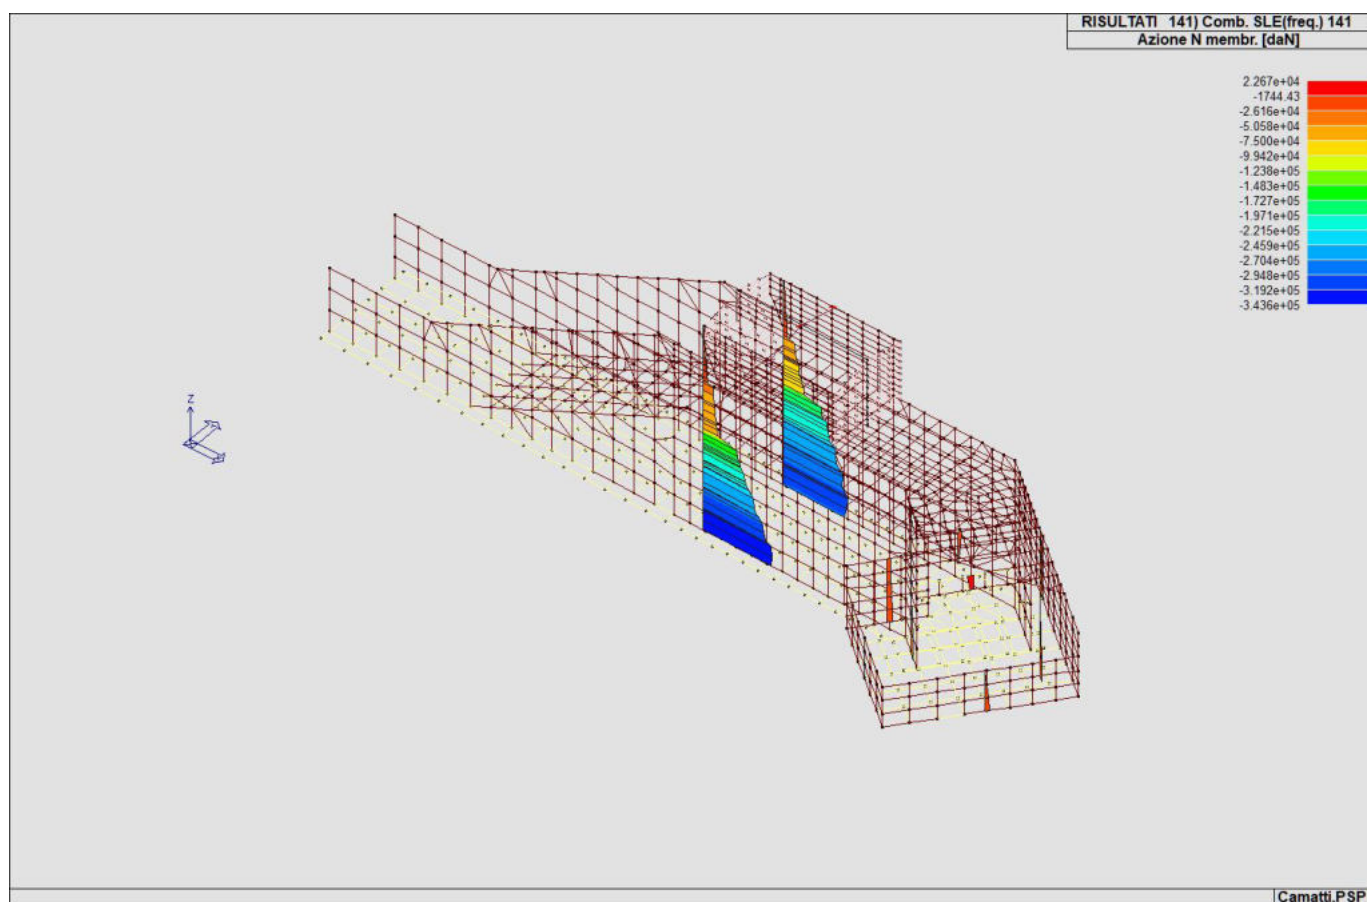 RISULTATI 141) Comb. SLE(freq.) 141
Azione N membr. [daN]
2.267e+04
-1744.43
-2.616e+04
-5.058e+04
-7.500e+04
-9.942e+04
-1.238e+05
-1.483e+05
-1.727e+05
-1.971e+05
-2.215e+05
-2.459e+05
-2.704e+05
-2.948e+05
-3.192e+05
-3.436e+05
Z
Camatti.PSP